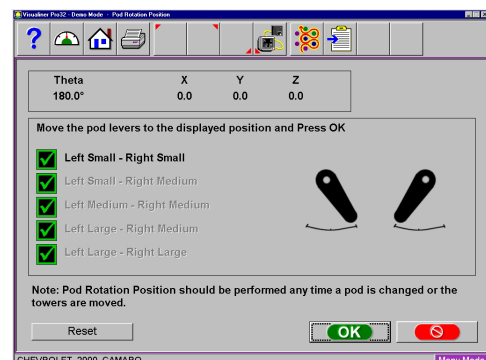 Visualiner Pro32 - Demo Mode - Pod Rotation Position
?
Theta X Y Z
180.0° 0.0 0.0 0.0
Move the pod levers to the displayed position and Press OK
Left Small - Right Small
Left Small - Right Medium
Left Medium - Right Medium
Left Large - Right Medium
Left Large - Right Large
Note: Pod Rotation Position should be performed any time a pod is changed or the
towers are moved.
Reset OK
CHEVROLET, 2000, CAMARO Menu Mode